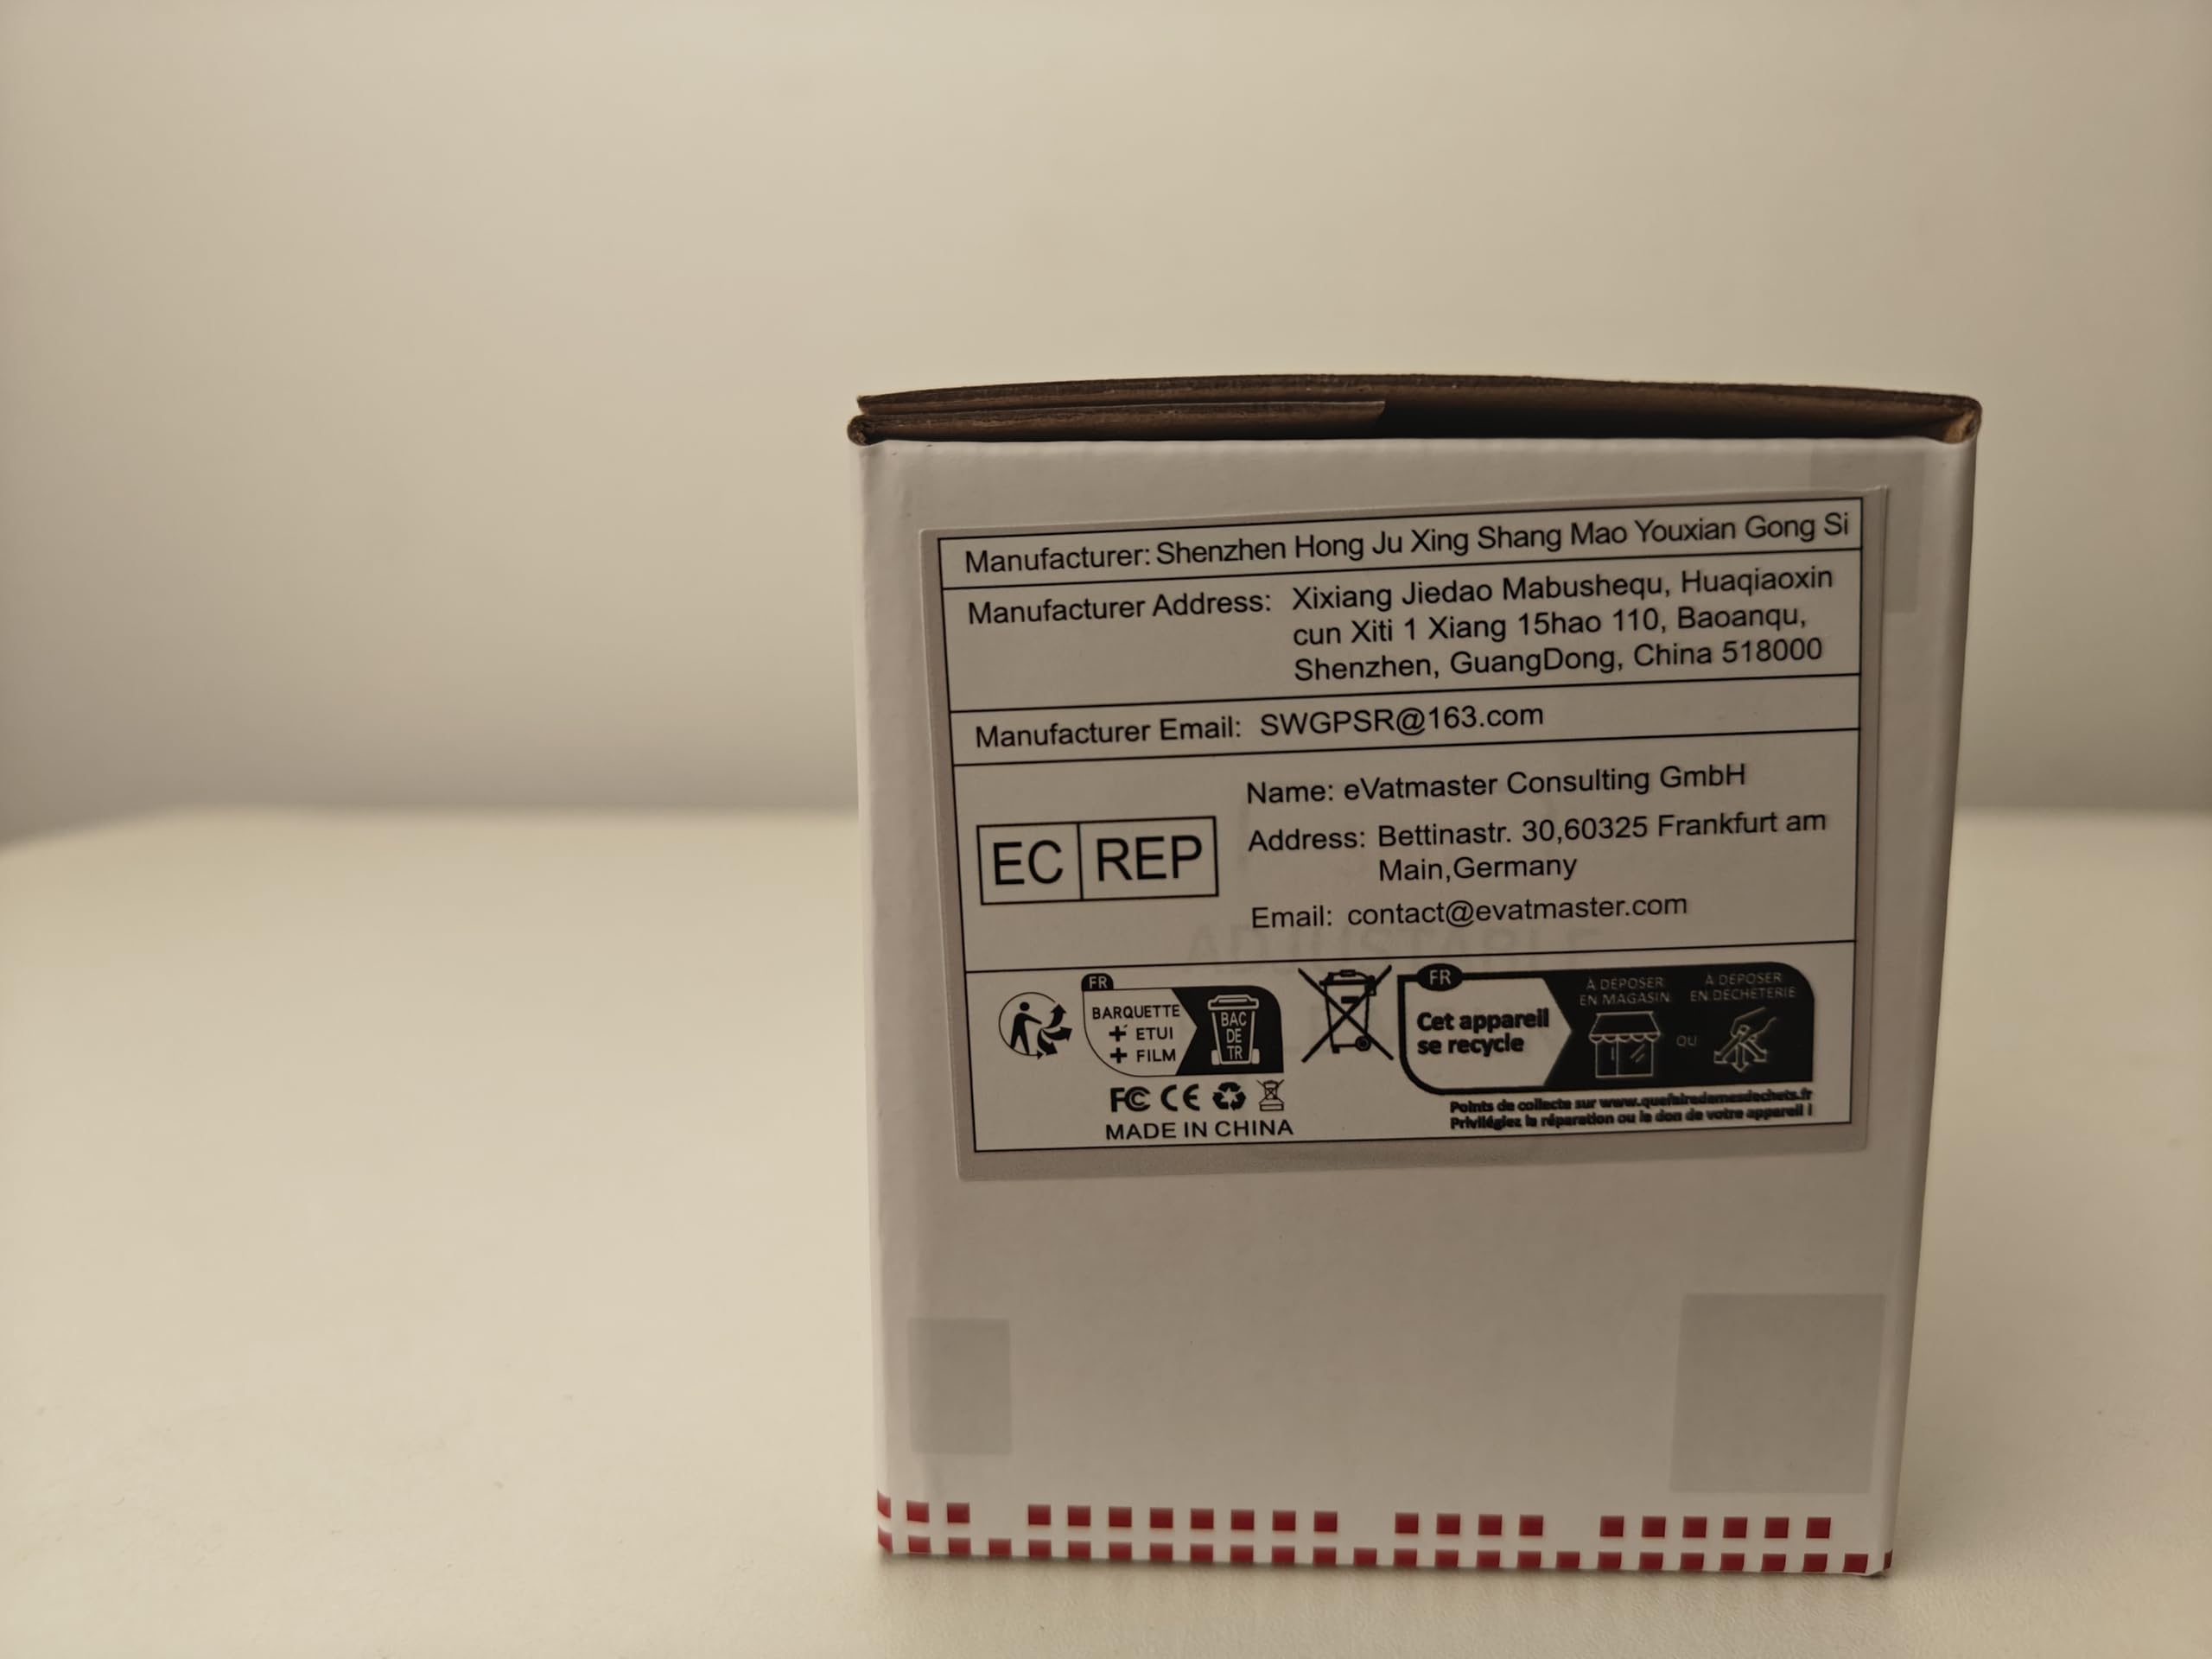 Manufacturer: Shenzhen Hong Ju Xing Shang Mao Youxian Gong Si
Manufacturer Address: Xixiang Jiedao Mabushequ, Huaqiaoxin
cun Xiti 1 Xiang 15hao 110, Baoanqu,
Shenzhen, GuangDong, China 518000
Manufacturer Email: SWGPSR@163.com
EC REP
Name: eVatmaster Consulting GmbH
Address: Bettinastr. 30,60325 Frankfurt am
Main,Germany
Email: contact@evatmaster.com
ADJUSTABLE
FR
BARQUETTE
+ ETUI
+ FILM
BAC
DE
TR
FC CE
MADE IN CHINA
FR
Cet appareil
se recycle
À DÉPOSER
EN MAGASIN
OU
À DÉPOSER
EN DÉCHÈTERIE
Points de collecte sur www.quefairedemesdechets.fr
Privilégiez la réparation ou le don de votre appareil !